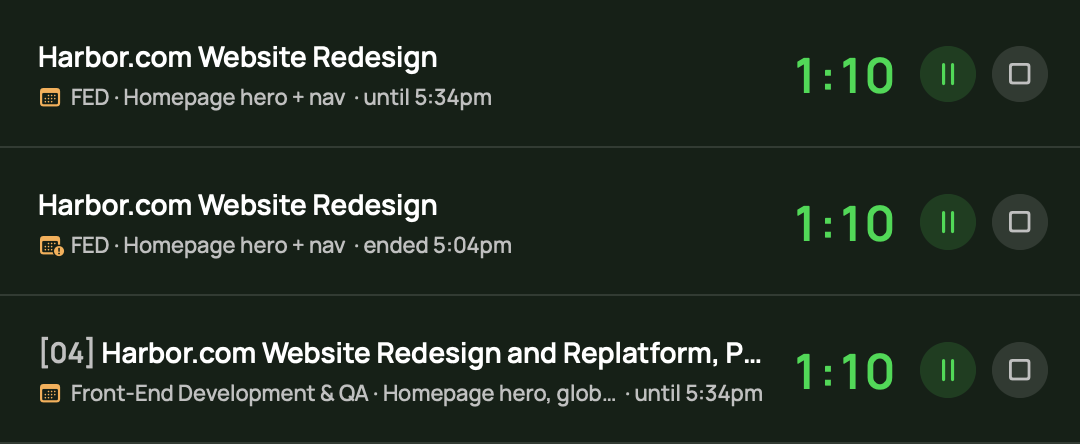 Harbor.com Website Redesign
FED · Homepage hero + nav · until 5:34pm
1:10
Harbor.com Website Redesign
FED · Homepage hero + nav · ended 5:04pm
1:10
[04] Harbor.com Website Redesign and Replatform, P...
Front-End Development & QA · Homepage hero, glob... · until 5:34pm
1:10